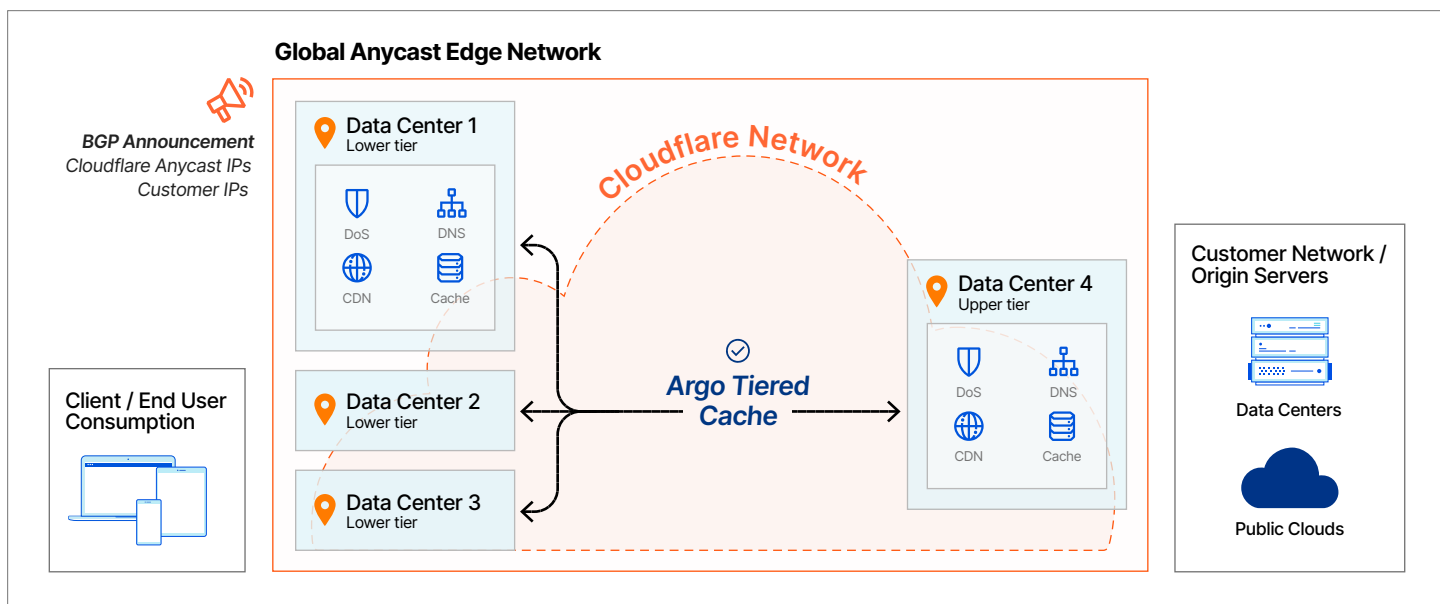 Global Anycast Edge Network
BGP Announcement
Cloudflare Anycast IPs
Customer IPs
Data Center 1
Lower tier
DoS
DNS
CDN
Cache
Cloudflare Network
Data Center 2
Lower tier
Data Center 3
Lower tier
Argo Tiered
Cache
Data Center 4
Upper tier
DoS
DNS
CDN
Cache
Client / End User
Consumption
Customer Network /
Origin Servers
Data Centers
Public Clouds